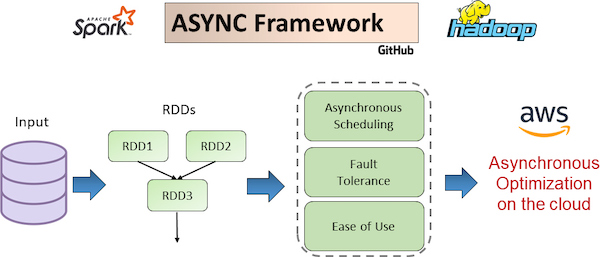 APACHE
Spark
ASYNC Framework
GitHub
hadoop
Input
RDDs
RDD1
RDD2
RDD3
Asynchronous
Scheduling
Fault
Tolerance
Ease of Use
aws
Asynchronous
Optimization
on the cloud